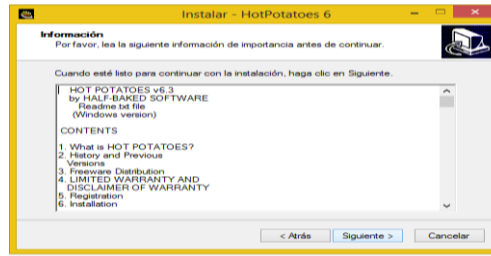 Instalar - HotPotatoes 6
Información
Por favor, lea la siguiente información de importancia antes de continuar.
Cuando esté listo para continuar con la instalación, haga clic en Siguiente.
HOT POTATOES v6.3
by HALF-BAKED SOFTWARE
Readme.txt file
(Windows version)
CONTENTS
1. What is HOT POTATOES?
2. History and Previous
Versions
3. Freeware Distribution
4. LIMITED WARRANTY AND
DISCLAIMER OF WARRANTY
5. Registration
6. Installation
< Atrás
Siguiente >
Cancelar